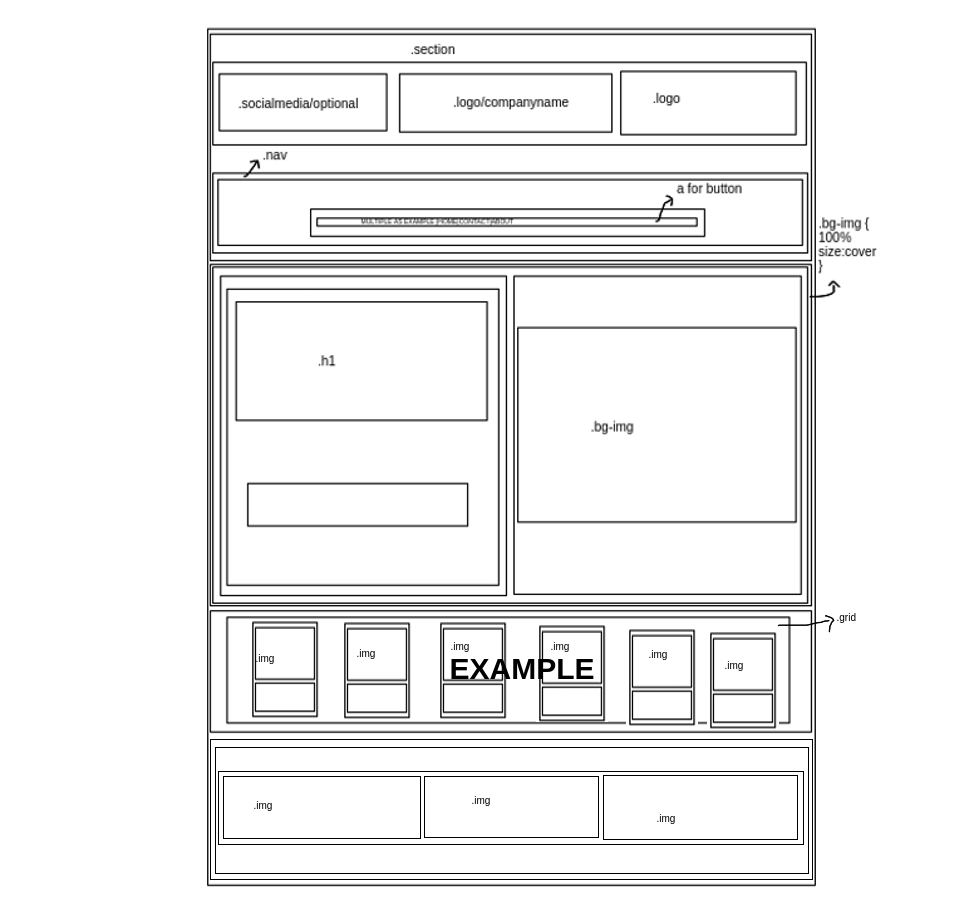 .section
.socialmedia/optional
.logo/companyname
.logo
.nav
a for button
MULTIPLE AS EXAMPLE |HOME|CONTACT|ABOUT
.bg-img {
100%
size:cover
}
.h1
.bg-img
.grid
.img
.img
.img
.img
.img
.img
EXAMPLE
.img
.img
.img